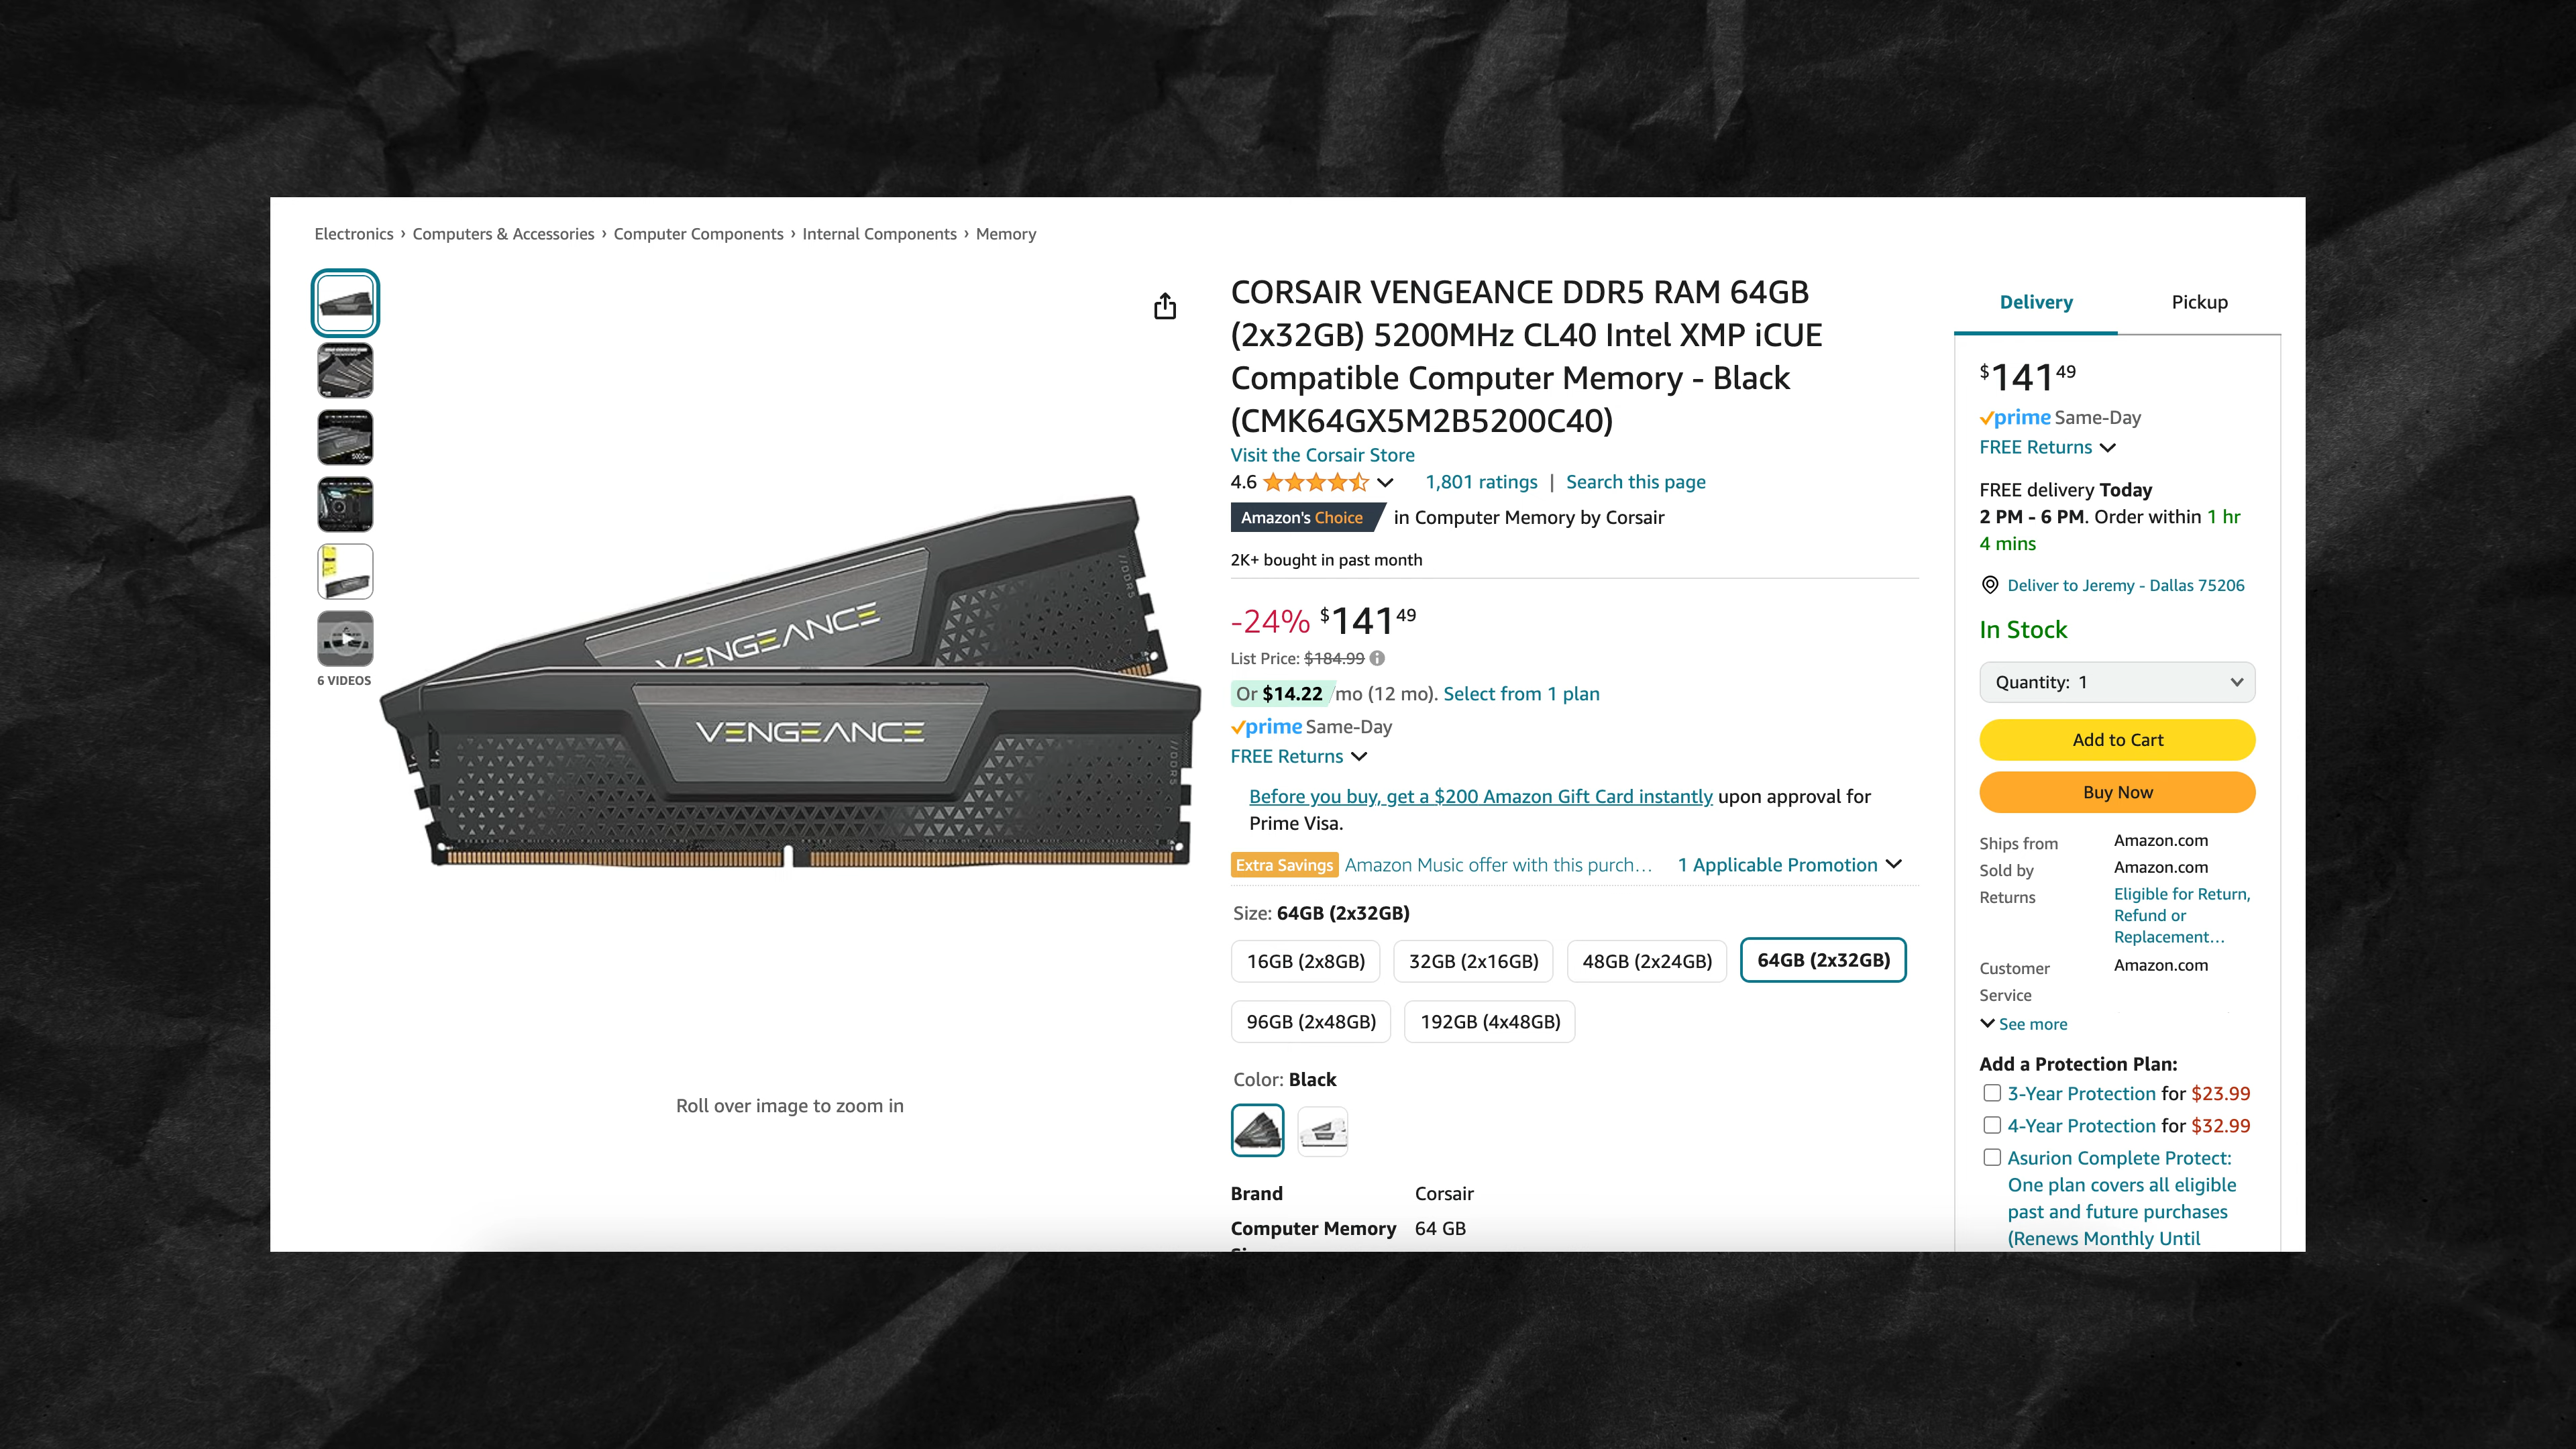 Electronics › Computers & Accessories › Computer Components › Internal Components › Memory
6 VIDEOS
VENGEANCE
VENGEANCE
//DDR5
//DDR5
Roll over image to zoom in
CORSAIR VENGEANCE DDR5 RAM 64GB
(2x32GB) 5200MHz CL40 Intel XMP iCUE
Compatible Computer Memory - Black
(CMK64GX5M2B5200C40)
Visit the Corsair Store
4.6
1,801 ratings | Search this page
Amazon's Choice in Computer Memory by Corsair
2K+ bought in past month
-24% $141 49
List Price: $184.99
Or $14.22 /mo (12 mo). Select from 1 plan
prime Same-Day
FREE Returns
Before you buy, get a $200 Amazon Gift Card instantly upon approval for
Prime Visa.
Extra Savings Amazon Music offer with this purch… 1 Applicable Promotion
Size: 64GB (2x32GB)
16GB (2x8GB) 32GB (2x16GB) 48GB (2x24GB) 64GB (2x32GB)
96GB (2x48GB) 192GB (4x48GB)
Color: Black
Brand Corsair
Computer Memory 64 GB
Delivery Pickup
$141 49
prime Same-Day
FREE Returns
FREE delivery Today
2 PM - 6 PM. Order within 1 hr
4 mins
Deliver to Jeremy - Dallas 75206
In Stock
Quantity: 1
Add to Cart
Buy Now
Ships from Amazon.com
Sold by Amazon.com
Returns Eligible for Return,
Refund or
Replacement…
Customer Amazon.com
Service
See more
Add a Protection Plan:
3-Year Protection for $23.99
4-Year Protection for $32.99
Asurion Complete Protect:
One plan covers all eligible
past and future purchases
(Renews Monthly Until